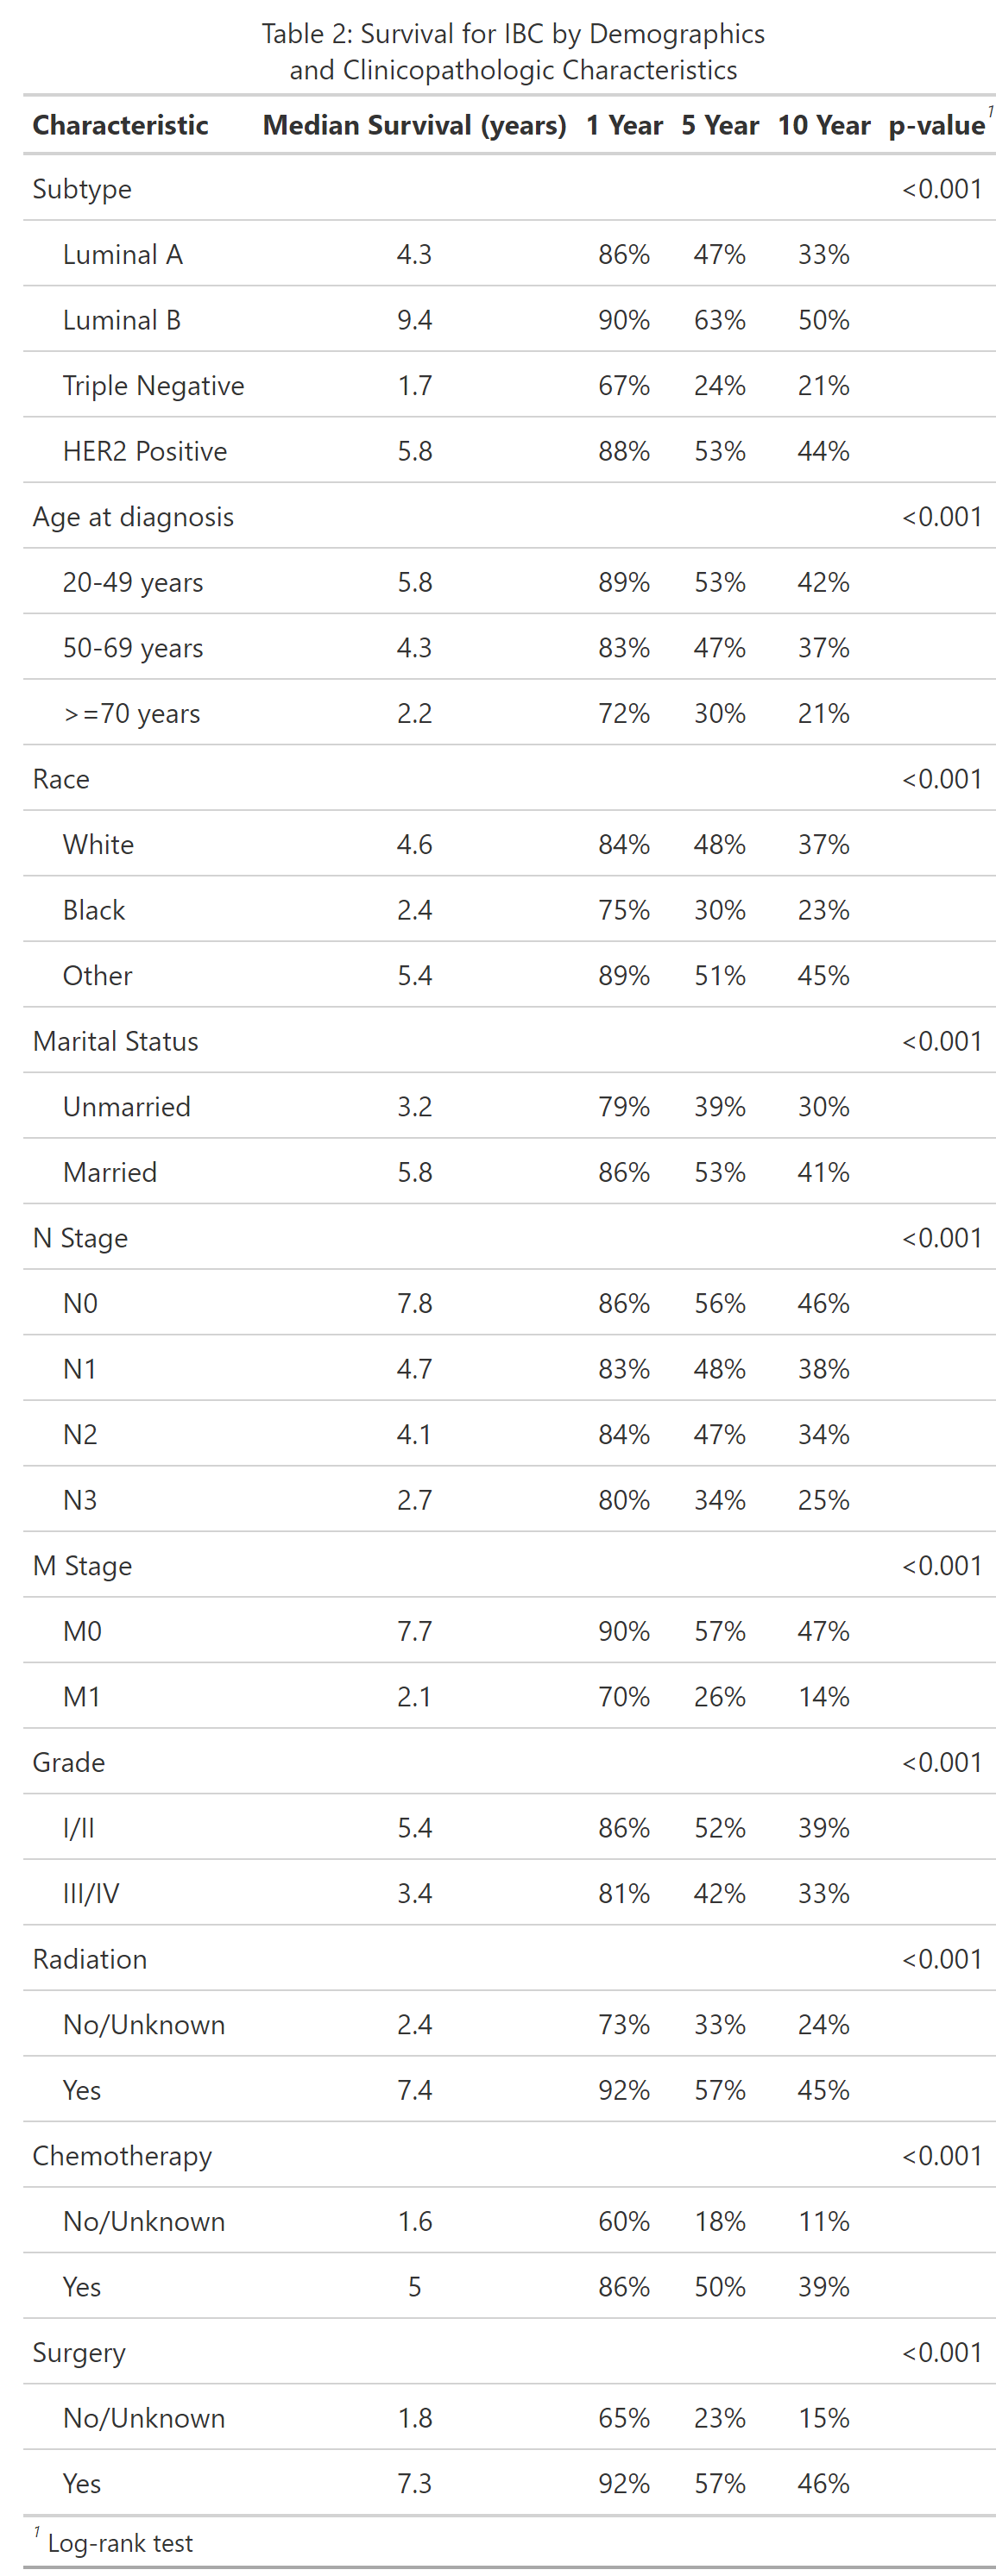 Table 2: Survival for IBC by Demographics
and Clinicopathologic Characteristics
Characteristic Median Survival (years) 1 Year 5 Year 10 Year p-value1
Subtype <0.001
Luminal A 4.3 86% 47% 33%
Luminal B 9.4 90% 63% 50%
Triple Negative 1.7 67% 24% 21%
HER2 Positive 5.8 88% 53% 44%
Age at diagnosis <0.001
20-49 years 5.8 89% 53% 42%
50-69 years 4.3 83% 47% 37%
>=70 years 2.2 72% 30% 21%
Race <0.001
White 4.6 84% 48% 37%
Black 2.4 75% 30% 23%
Other 5.4 89% 51% 45%
Marital Status <0.001
Unmarried 3.2 79% 39% 30%
Married 5.8 86% 53% 41%
N Stage <0.001
N0 7.8 86% 56% 46%
N1 4.7 83% 48% 38%
N2 4.1 84% 47% 34%
N3 2.7 80% 34% 25%
M Stage <0.001
M0 7.7 90% 57% 47%
M1 2.1 70% 26% 14%
Grade <0.001
I/II 5.4 86% 52% 39%
III/IV 3.4 81% 42% 33%
Radiation <0.001
No/Unknown 2.4 73% 33% 24%
Yes 7.4 92% 57% 45%
Chemotherapy <0.001
No/Unknown 1.6 60% 18% 11%
Yes 5 86% 50% 39%
Surgery <0.001
No/Unknown 1.8 65% 23% 15%
Yes 7.3 92% 57% 46%
1 Log-rank test